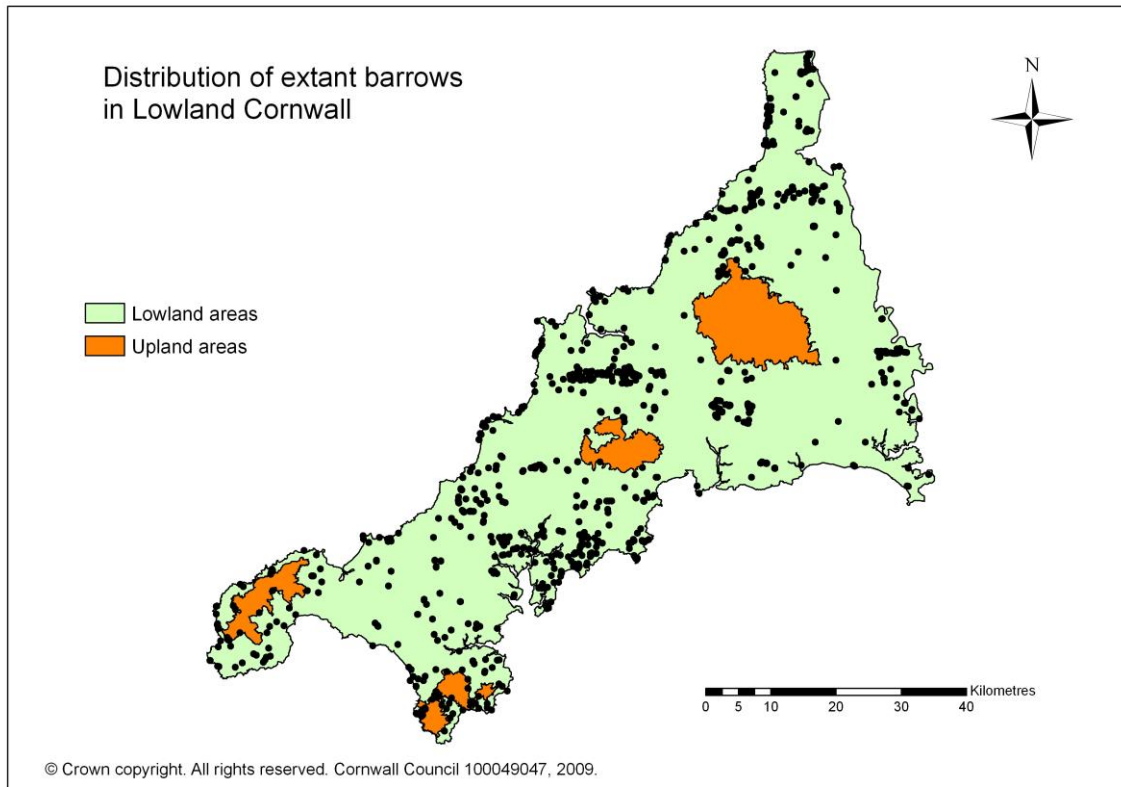 Distribution of extant barrows
in Lowland Cornwall
N
Lowland areas
Upland areas
Kilometres
0 5 10 20 30 40
© Crown copyright. All rights reserved. Cornwall Council 100049047, 2009.